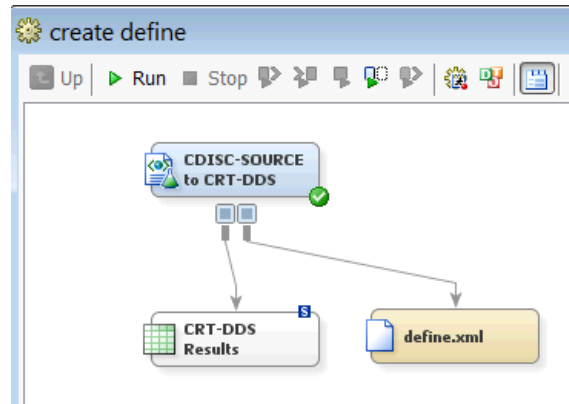 create define
Up Run Stop
CDISC-SOURCE
to CRT-DDS
S
CRT-DDS
Results
define.xml